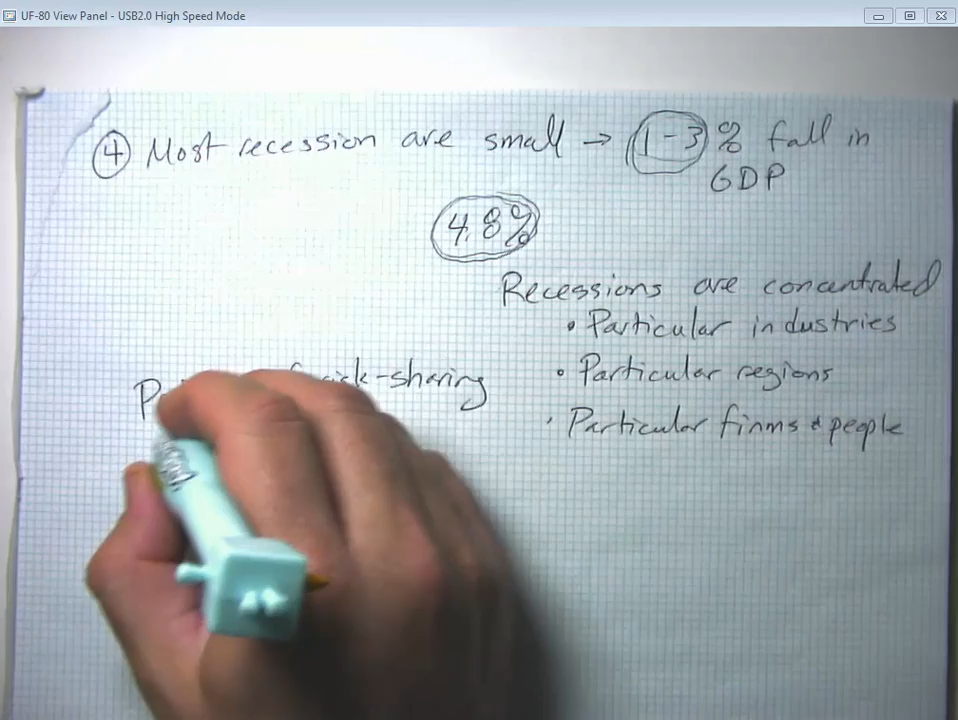 UF-80 View Panel - USB2.0 High Speed Mode
④ Most recession are small → 1-3 % fall in
GDP
4.8%
Recessions are concentrated
• Particular industries
• Particular regions
• Particular firms + people
risk-sharing